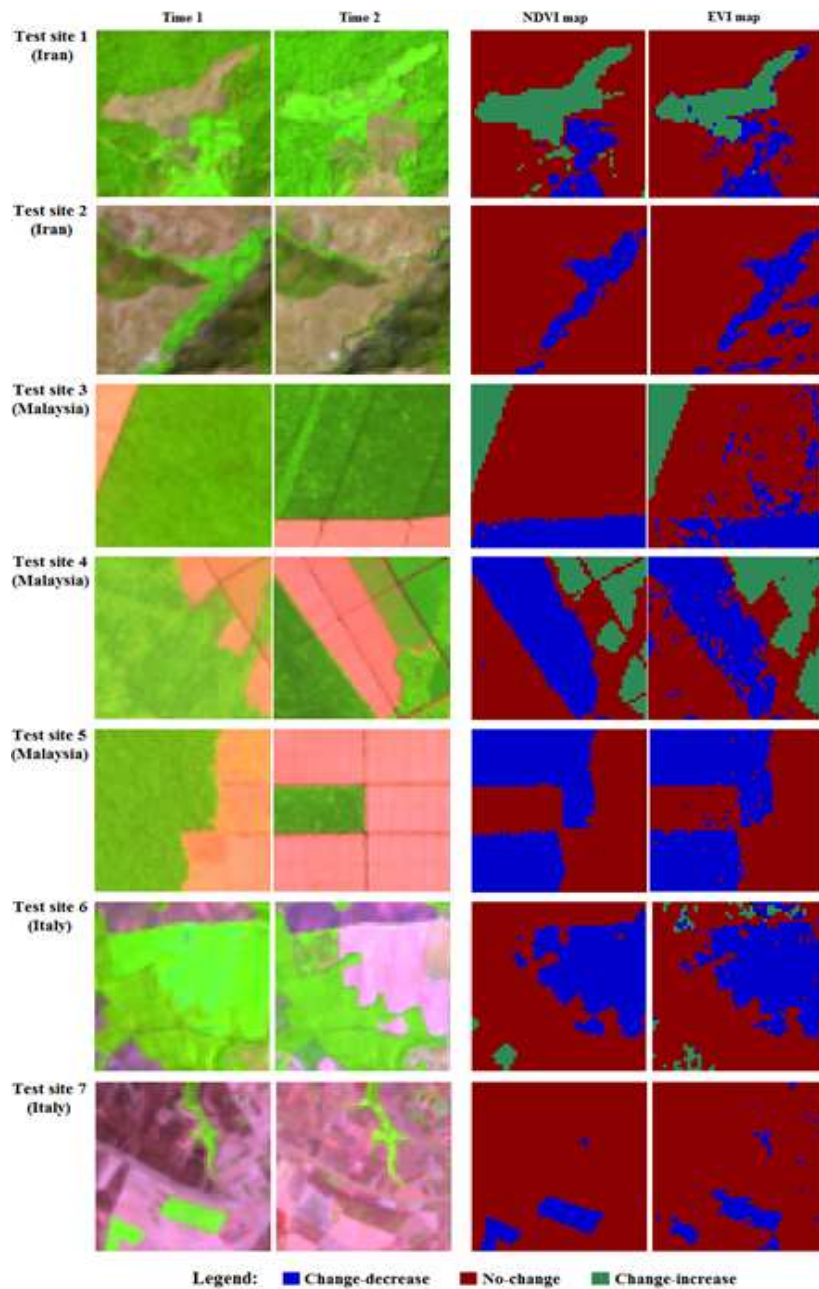 Time 1 Time 2 NDVI map EVI map
Test site 1
(Iran)
Test site 2
(Iran)
Test site 3
(Malaysia)
Test site 4
(Malaysia)
Test site 5
(Malaysia)
Test site 6
(Italy)
Test site 7
(Italy)
Legend: Change-decrease No-change Change-increase